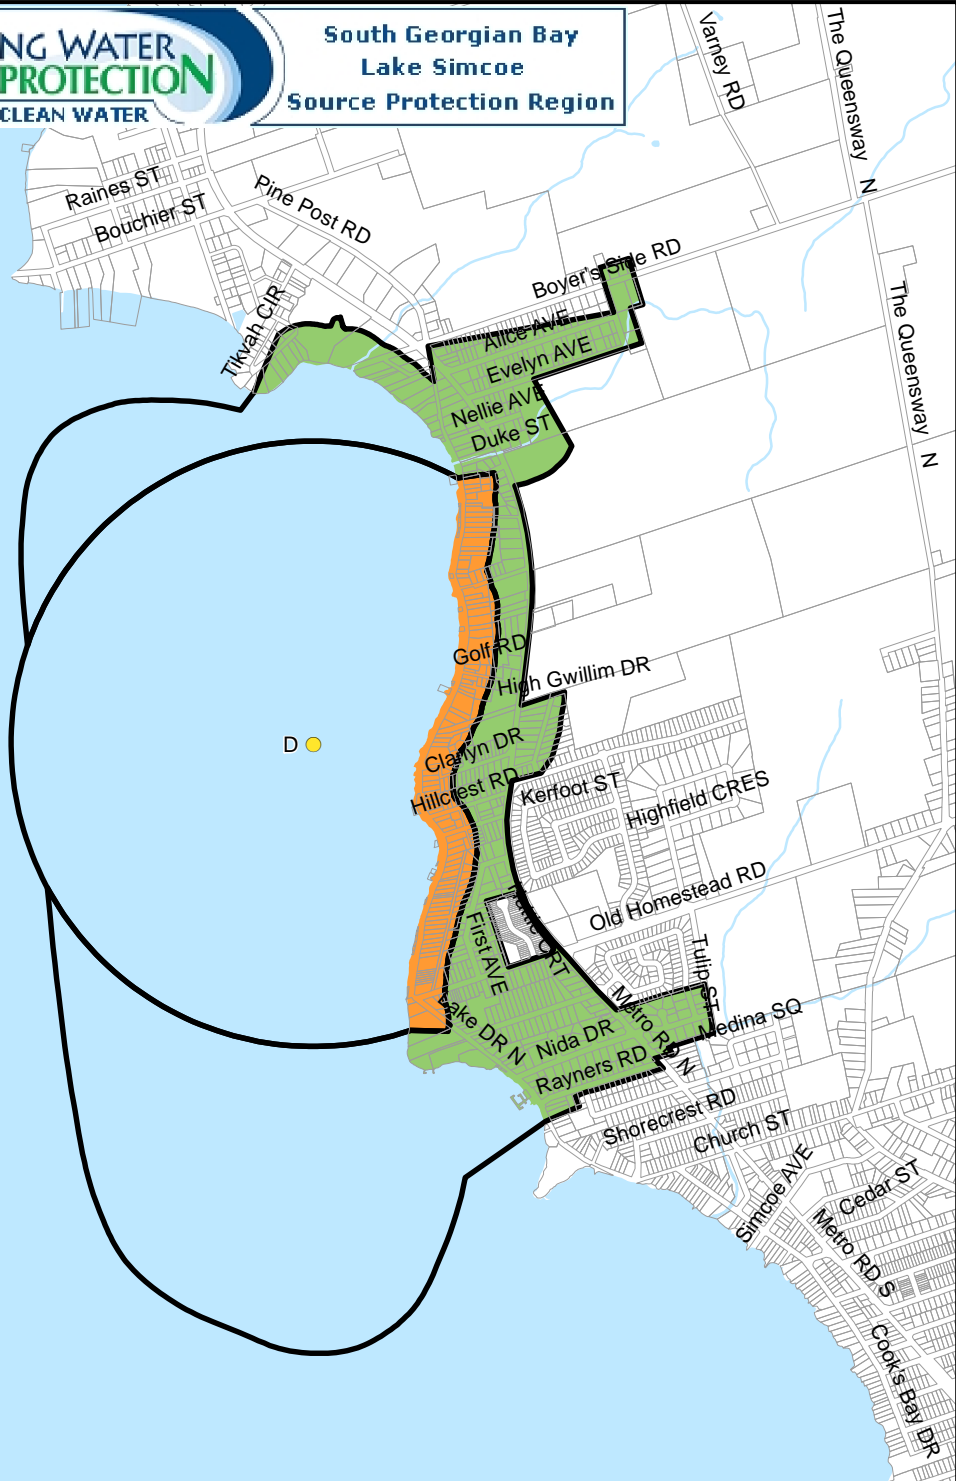 NG WATER
PROTECTION
CLEAN WATER
South Georgian Bay
Lake Simcoe
Source Protection Region
Varney RD
The Queensway N
Raines ST
Bouchier ST
Pine Post RD
Boyer's Side RD
Tikvah CIR
Alice AVE
Evelyn AVE
Nellie AVE
Duke ST
The Queensway N
Golf RD
High Gwillim DR
D
Clarlyn DR
Hillcrest RD
Kerfoot ST
Highfield CRES
Old Homestead RD
CRT
First AVE
Tulip ST
Lake DR N
Metro RD N
Medina SQ
Nida DR
Rayners RD
Shorecrest RD
Church ST
Simcoe AVE
Cedar ST
Metro RD S
Cook's Bay DR